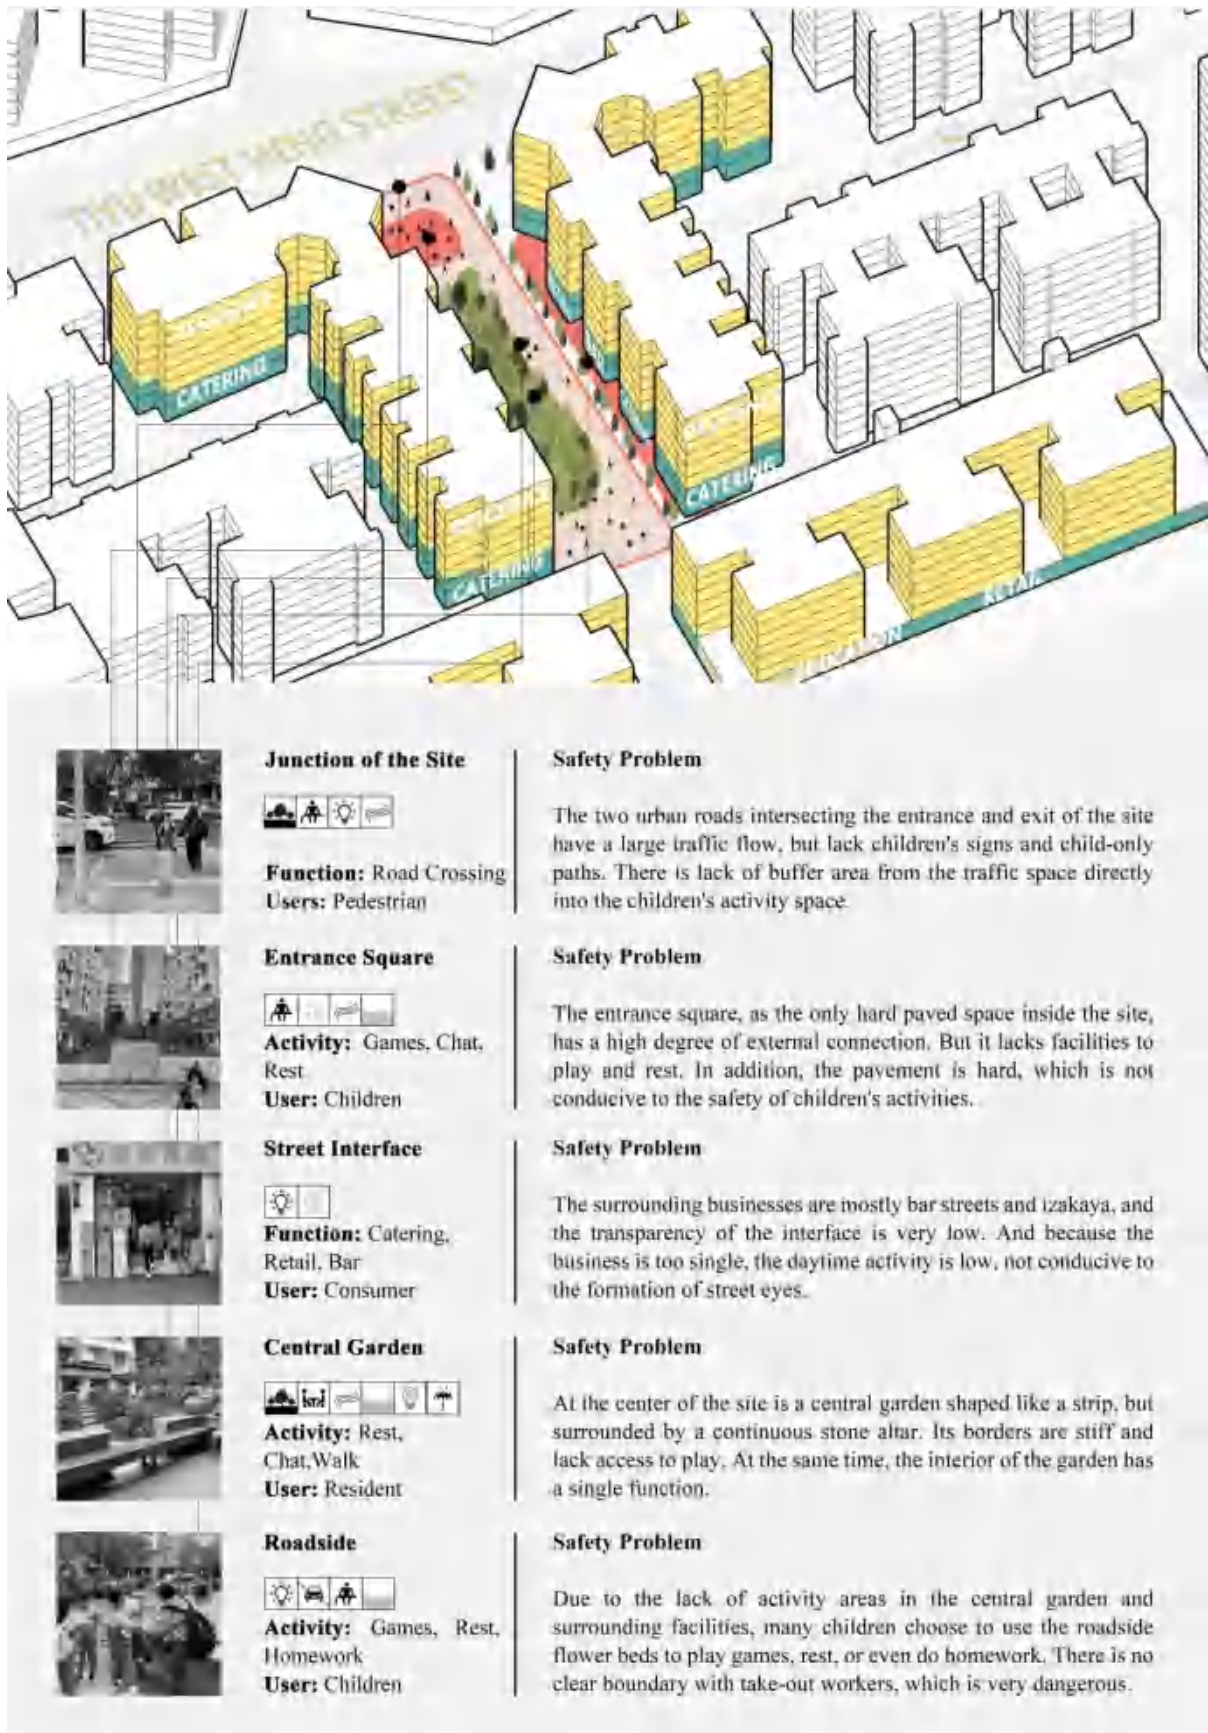 CATERING
CATERING
CATERING
RETAIL
Junction of the Site
Safety Problem
Function: Road Crossing
Users: Pedestrian
The two urban roads intersecting the entrance and exit of the site
have a large traffic flow, but lack children's signs and child-only
paths. There is lack of buffer area from the traffic space directly
into the children's activity space.
Entrance Square
Safety Problem
Activity: Games, Chat,
Rest
User: Children
The entrance square, as the only hard paved space inside the site,
has a high degree of external connection. But it lacks facilities to
play and rest. In addition, the pavement is hard, which is not
conducive to the safety of children's activities.
Street Interface
Safety Problem
Function: Catering,
Retail, Bar
User: Consumer
The surrounding businesses are mostly bar streets and izakaya, and
the transparency of the interface is very low. And because the
business is too single, the daytime activity is low, not conducive to
the formation of street eyes.
Central Garden
Safety Problem
Activity: Rest,
Chat,Walk
User: Resident
At the center of the site is a central garden shaped like a strip, but
surrounded by a continuous stone altar. Its borders are stiff and
lack access to play. At the same time, the interior of the garden has
a single function.
Roadside
Safety Problem
Activity: Games, Rest,
Homework
User: Children
Due to the lack of activity areas in the central garden and
surrounding facilities, many children choose to use the roadside
flower beds to play games, rest, or even do homework. There is no
clear boundary with take-out workers, which is very dangerous.